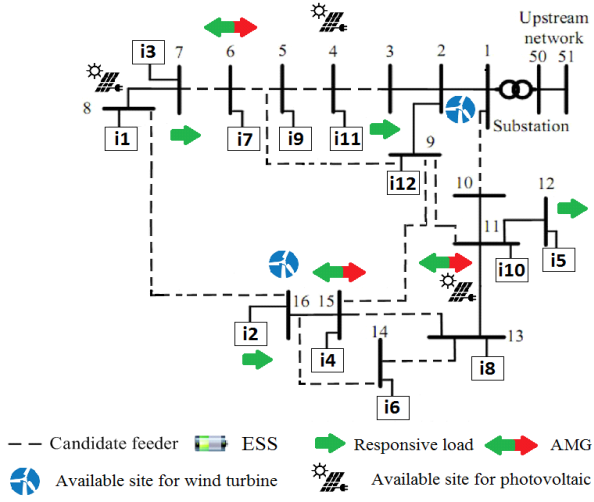 Upstream
network
i3 7 6 5 4 3 2 1 50 51
8
Substation
i1 i7 i9 i11
9
i12
10 12
11
i10 i5
16 15
i2
14 13
i4
i8
i6
Candidate feeder ESS Responsive load AMG
Available site for wind turbine Available site for photovoltaic